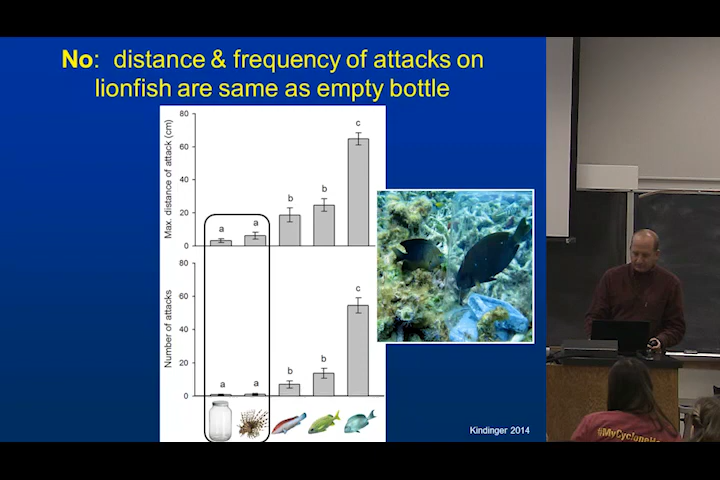 No: distance & frequency of attacks on
lionfish are same as empty bottle
Max. distance of attack (cm)
80
60
40
20
0
a
a
b
b
c
Number of attacks
80
60
40
20
0
a
a
b
b
c
Kindinger 2014